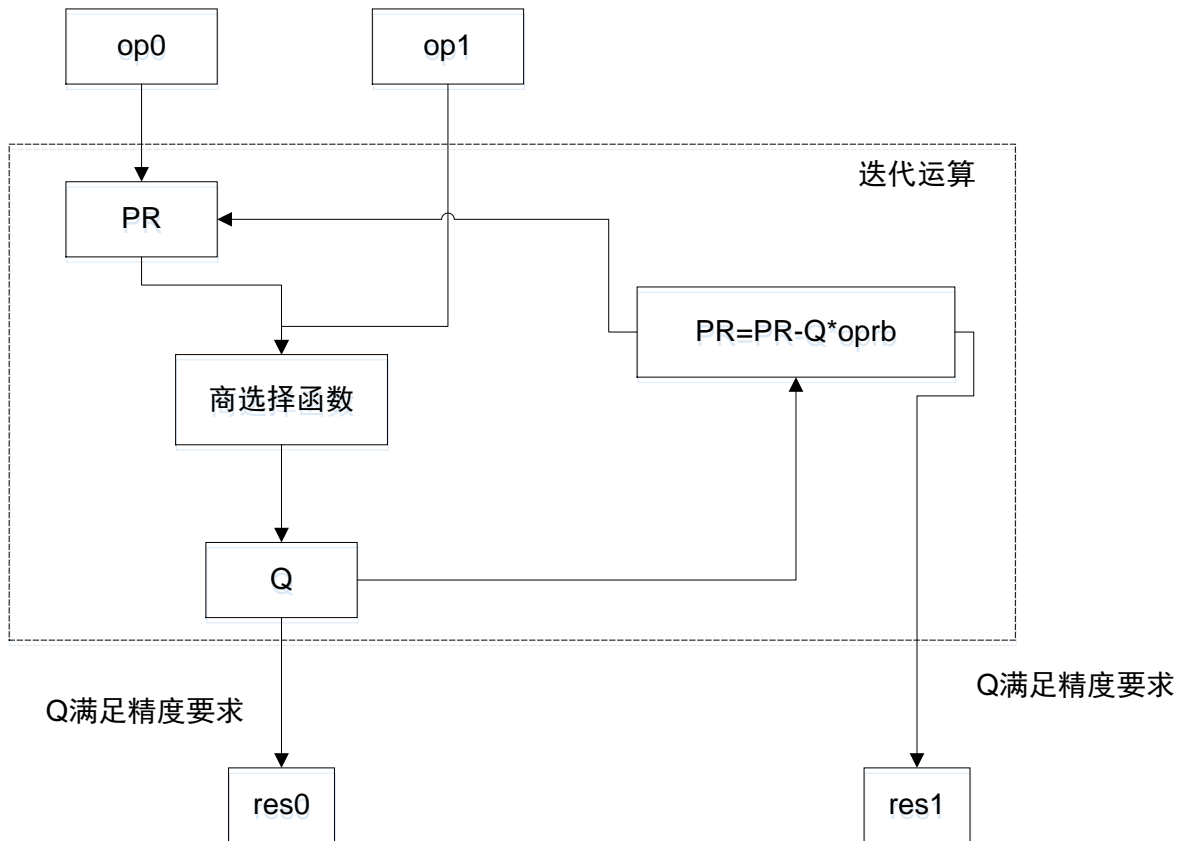 op0
op1
迭代运算
PR
PR=PR-Q*oprb
商选择函数
Q
Q满足精度要求
Q满足精度要求
res0
res1